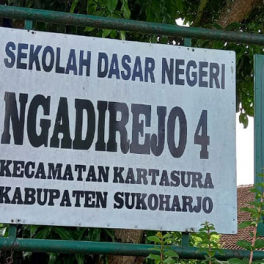 SEKOLAH DASAR NEGERI
NGADIREJO 4
KECAMATAN KARTASURA
KABUPATEN SUKOHARJO